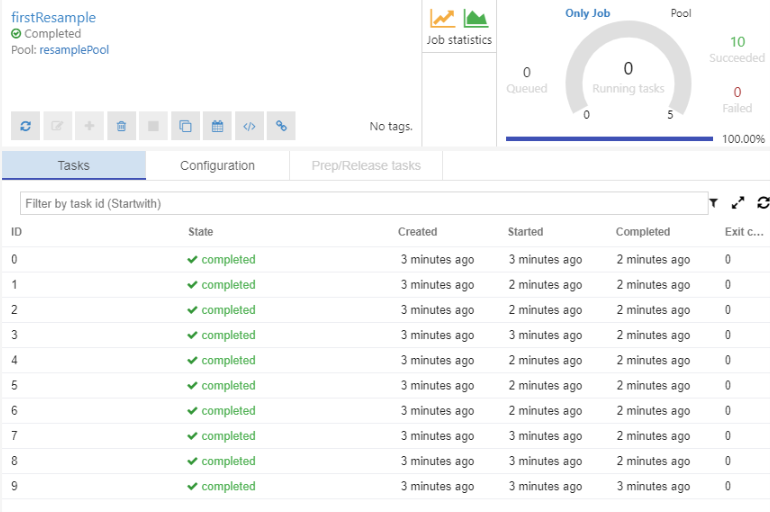 firstResample
Completed
Pool: resamplePool
No tags.
Job statistics
Only Job Pool
0
Queued
0
Running tasks
0 5
10
Succeeded
0
Failed
100.00%
Tasks Configuration Prep/Release tasks
Filter by task id (Startwith)
ID State Created Started Completed Exit c...
0 completed 3 minutes ago 3 minutes ago 2 minutes ago 0
1 completed 3 minutes ago 2 minutes ago 2 minutes ago 0
2 completed 3 minutes ago 2 minutes ago 2 minutes ago 0
3 completed 3 minutes ago 3 minutes ago 2 minutes ago 0
4 completed 3 minutes ago 2 minutes ago 2 minutes ago 0
5 completed 3 minutes ago 2 minutes ago 2 minutes ago 0
6 completed 3 minutes ago 2 minutes ago 2 minutes ago 0
7 completed 3 minutes ago 3 minutes ago 2 minutes ago 0
8 completed 3 minutes ago 3 minutes ago 2 minutes ago 0
9 completed 3 minutes ago 3 minutes ago 3 minutes ago 0